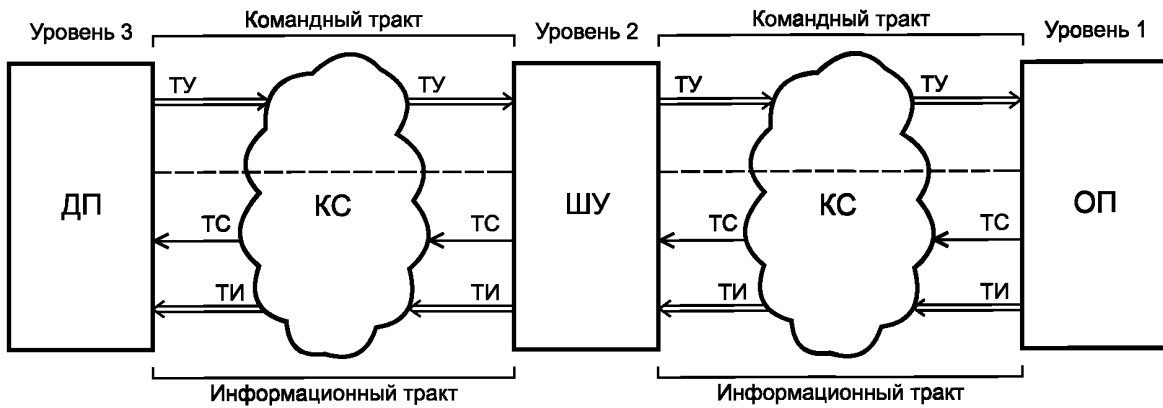 Командный тракт
Командный тракт
Уровень 3
Уровень 2
Уровень 1
ТУ
ТУ
ТУ
ТУ
ДП
КС
ШУ
КС
ОП
ТС
ТС
ТС
ТС
ТИ
ТИ
ТИ
ТИ
Информационный тракт
Информационный тракт